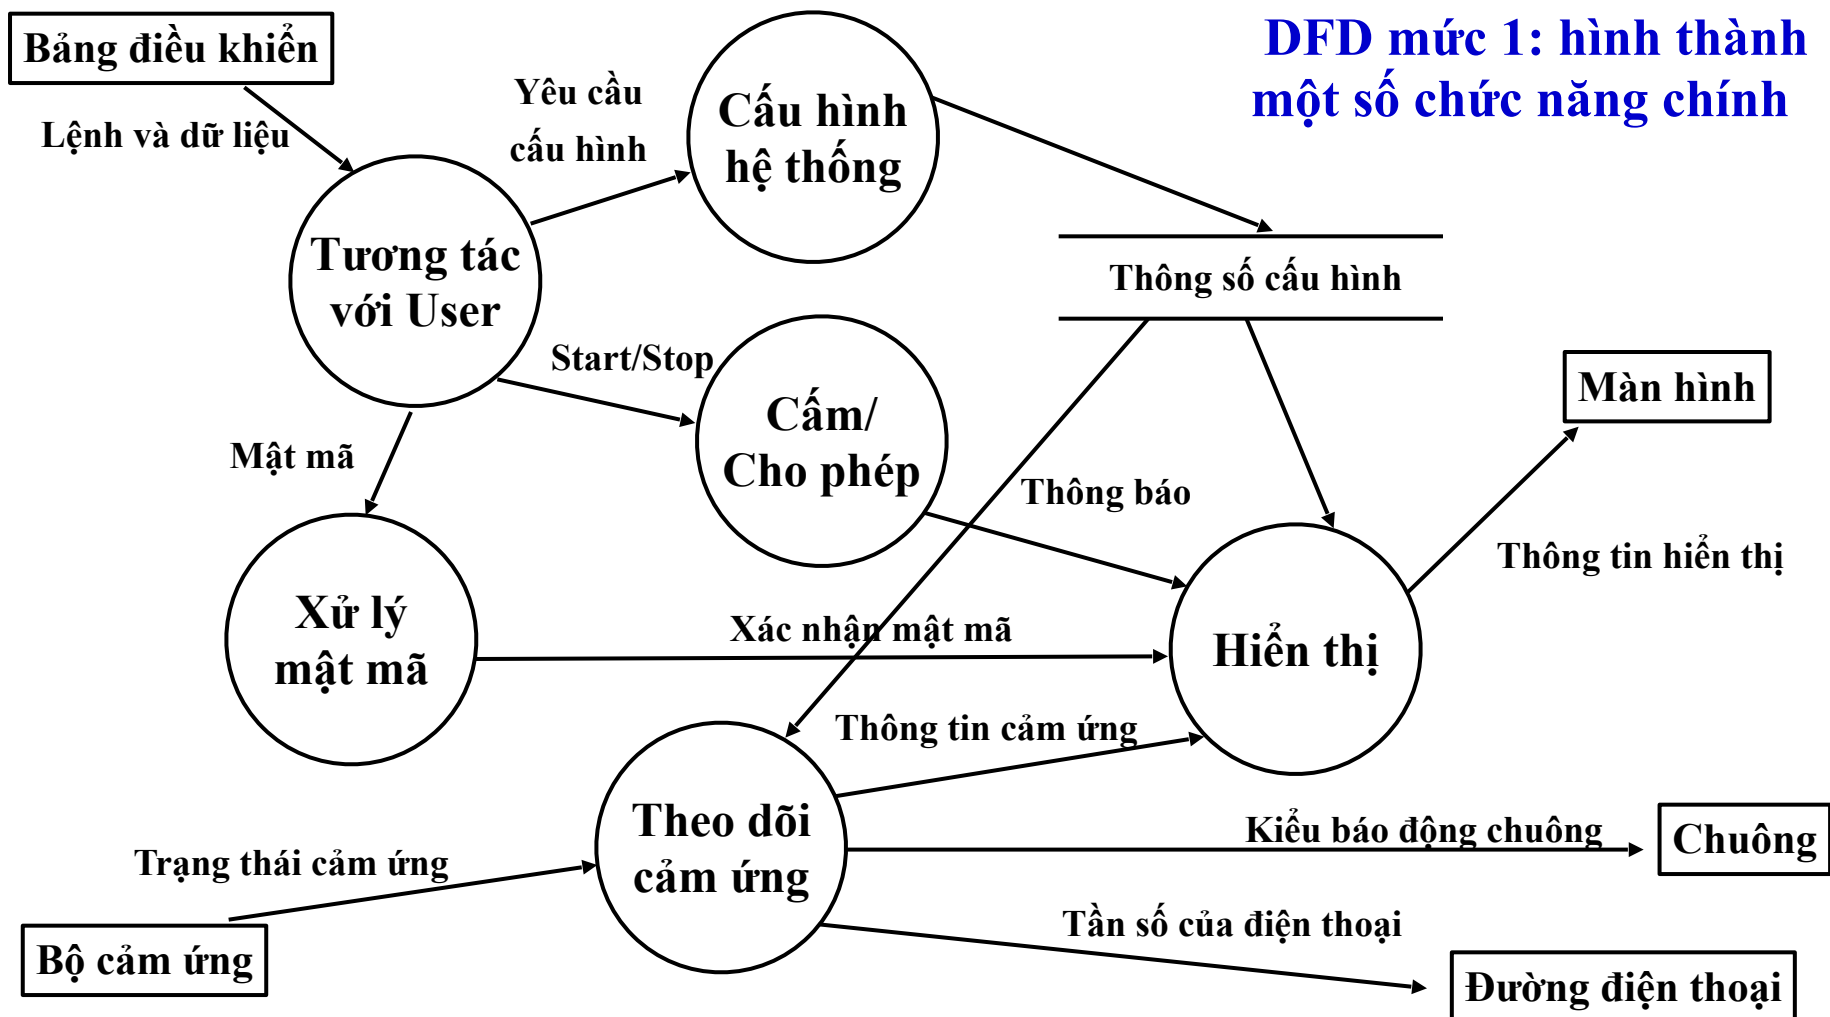 DFD mức 1: hình thành
một số chức năng chính
Bảng điều khiển
Lệnh và dữ liệu
Yêu cầu
cấu hình
Cấu hình
hệ thống
Tương tác
với User
Thông số cấu hình
Start/Stop
Cấm/
Cho phép
Màn hình
Mật mã
Thông báo
Thông tin hiển thị
Xử lý
mật mã
Xác nhận mật mã
Hiển thị
Thông tin cảm ứng
Theo dõi
cảm ứng
Kiểu báo động chuông
Chuông
Trạng thái cảm ứng
Bộ cảm ứng
Tần số của điện thoại
Đường điện thoại